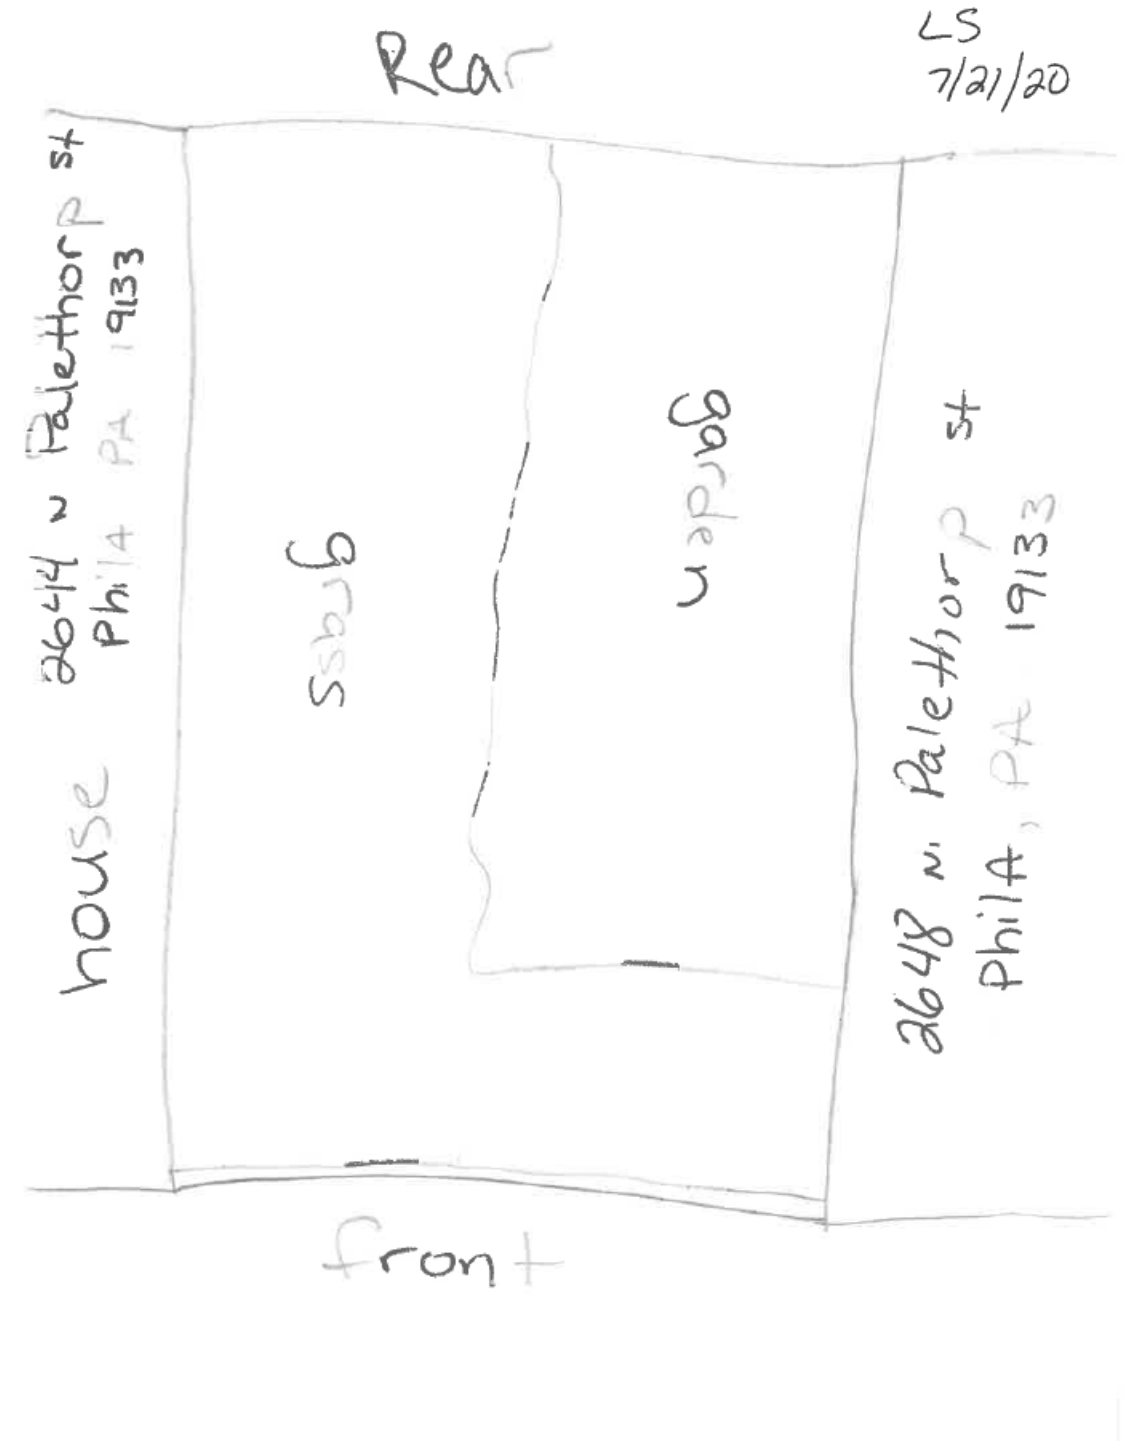 Rear
LS
7/21/20
2644 N Palethorp st
PhilA PA 19133
house
grass
garden
2648 N. Palethorp st
PhilA, PA 19133
front